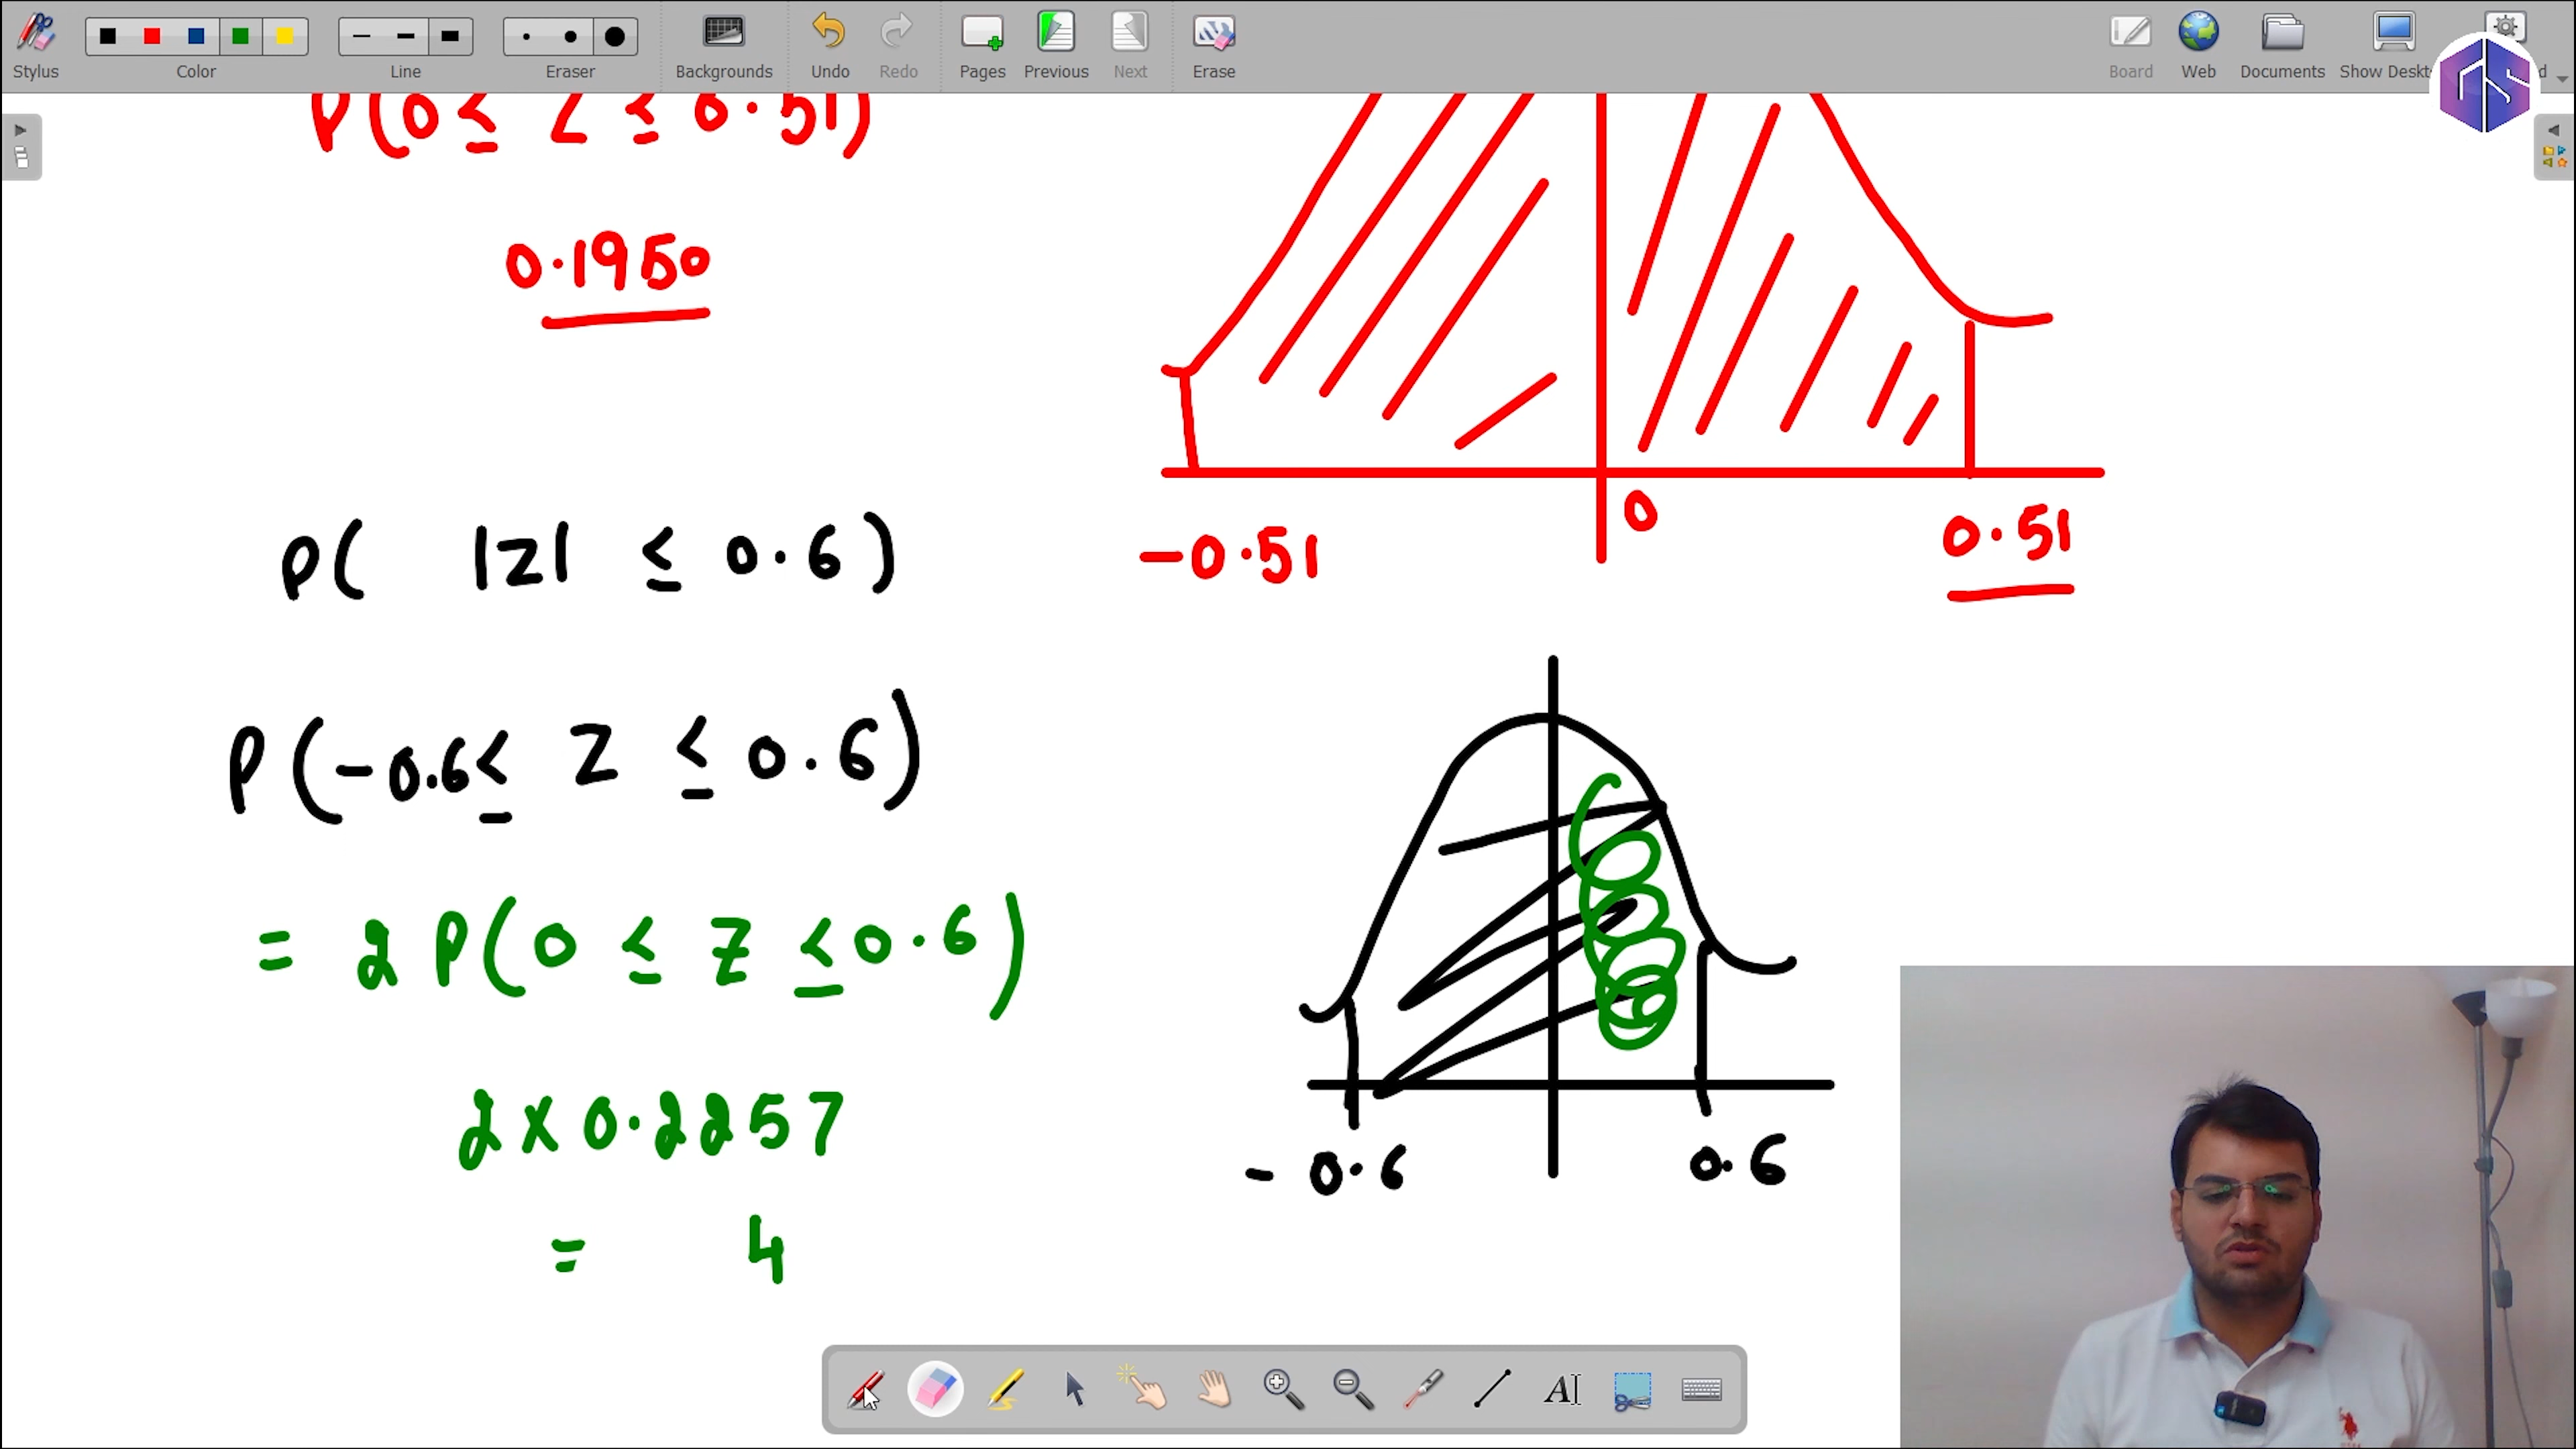 Stylus Color Line Eraser Backgrounds Undo Redo Pages Previous Next Erase Board Web Documents Show Deskt d
P(0 ≤ Z ≤ 0.51)
0.1950
0
-0.51
0.51
P( |z| ≤ 0.6)
P(-0.6 ≤ Z ≤ 0.6)
= 2 P(0 ≤ Z ≤ 0.6)
2 x 0.2257
= 4
- 0.6
0.6